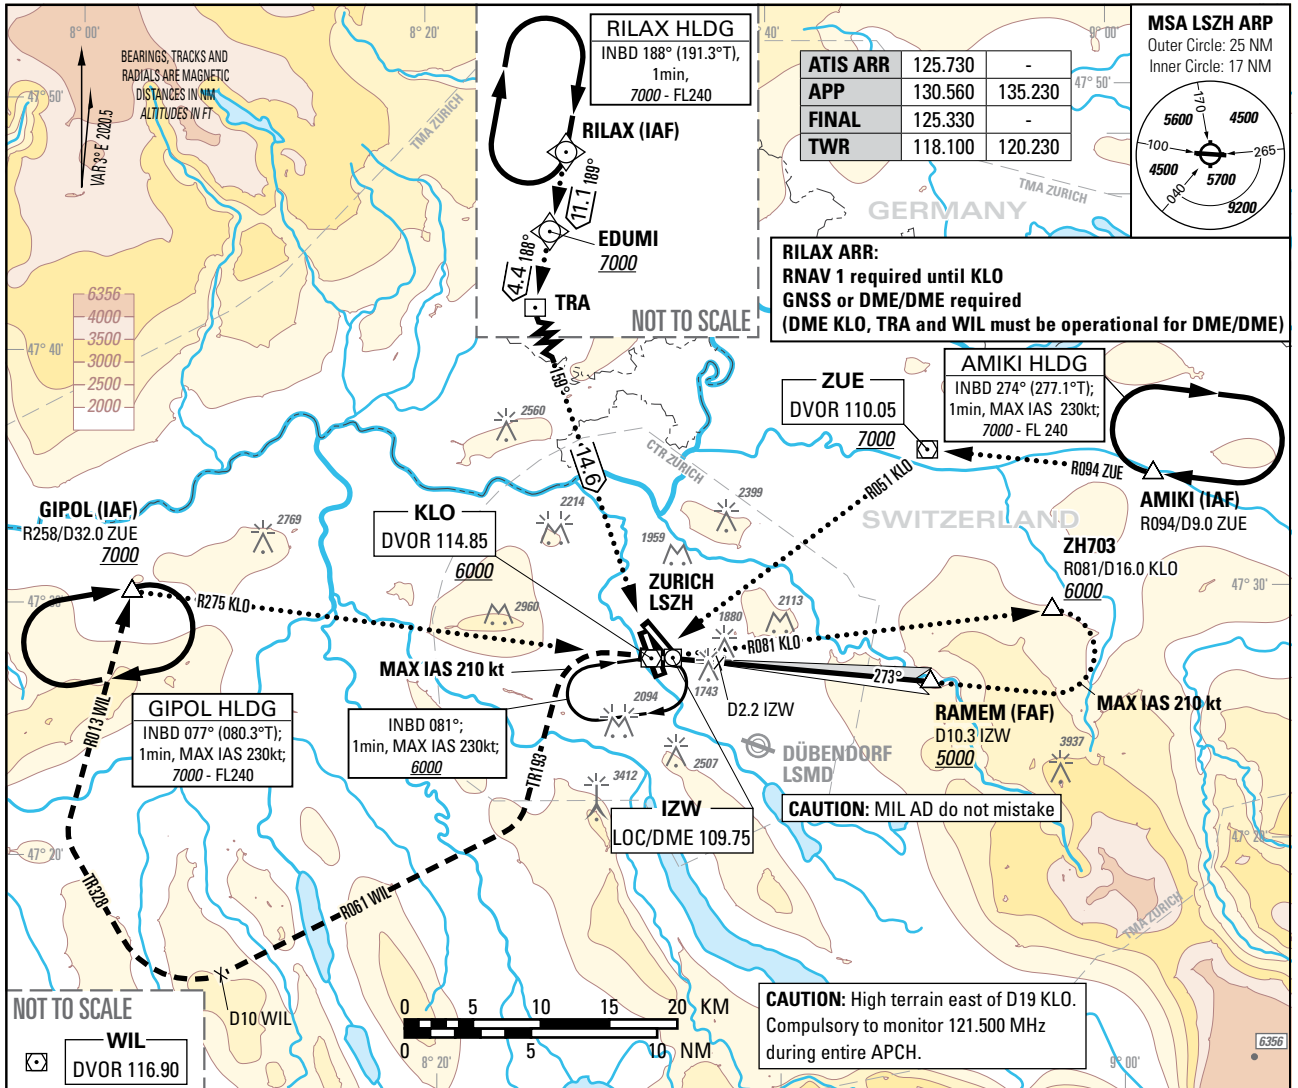 8° 00'
8° 20'
40'
9° 00'
47° 50'
47° 50'
47° 40'
47° 30'
47° 20'
47° 20'
8° 20'
9° 00'
BEARINGS, TRACKS AND
RADIALS ARE MAGNETIC
DISTANCES IN NM
ALTITUDES IN FT
VAR 3° E 2020.5
TMA ZURICH
6356
4000
3500
3000
2500
2000
RILAX HLDG
INBD 188° (191.3°T),
1min,
7000 - FL240
RILAX (IAF)
11.1
189°
EDUMI
7000
4.4
188°
TRA
NOT TO SCALE
159°
14.6
ATIS ARR 125.730 -
APP 130.560 135.230
FINAL 125.330 -
TWR 118.100 120.230
MSA LSZH ARP
Outer Circle: 25 NM
Inner Circle: 17 NM
170
5600
4500
100
265
4500
5700
040
9200
TMA ZURICH
GERMANY
RILAX ARR:
RNAV 1 required until KLO
GNSS or DME/DME required
(DME KLO, TRA and WIL must be operational for DME/DME)
AMIKI HLDG
INBD 274° (277.1°T);
1min, MAX IAS 230kt;
7000 - FL 240
ZUE
DVOR 110.05
7000
R094 ZUE
AMIKI (IAF)
R094/D9.0 ZUE
R051 KLO
CTR ZURICH
2560
2214
2399
1959
2769
2960
1880
2113
1743
2094
2507
3412
3937
SWITZERLAND
GIPOL (IAF)
R258/D32.0 ZUE
7000
R275 KLO
KLO
DVOR 114.85
6000
ZURICH
LSZH
ZH703
R081/D16.0 KLO
6000
R081 KLO
MAX IAS 210 kt
273°
D2.2 IZW
RAMEM (FAF)
D10.3 IZW
5000
MAX IAS 210 kt
GIPOL HLDG
INBD 077° (080.3°T);
1min, MAX IAS 230kt;
7000 - FL240
R013 WIL
INBD 081°;
1min, MAX IAS 230kt;
6000
TR193
DÜBENDORF
LSMD
IZW
LOC/DME 109.75
CAUTION: MIL AD do not mistake
TR328
R061 WIL
D10 WIL
TMA ZURICH
NOT TO SCALE
WIL
DVOR 116.90
0 5 10 15 20 KM
0 5 10 NM
CAUTION: High terrain east of D19 KLO.
Compulsory to monitor 121.500 MHz
during entire APCH.
6356